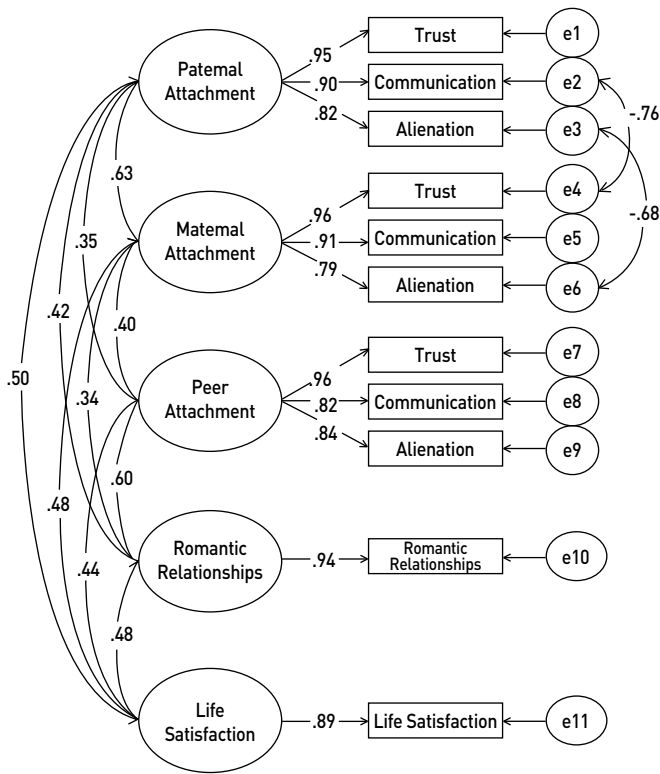 Patemal
Attachment
.95
.90
.82
Trust
Communication
Alienation
e1
e2
e3
-.76
.63
Matemal
Attachment
.96
.91
.79
Trust
Communication
Alienation
e4
e5
e6
-.68
.35
.42
.40
.50
Peer
Attachment
.96
.82
.84
Trust
Communication
Alienation
e7
e8
e9
.34
.60
.48
Romantic
Relationships
.94
Romantic
Relationships
e10
.44
.48
Life
Satisfaction
.89
Life Satisfaction
e11